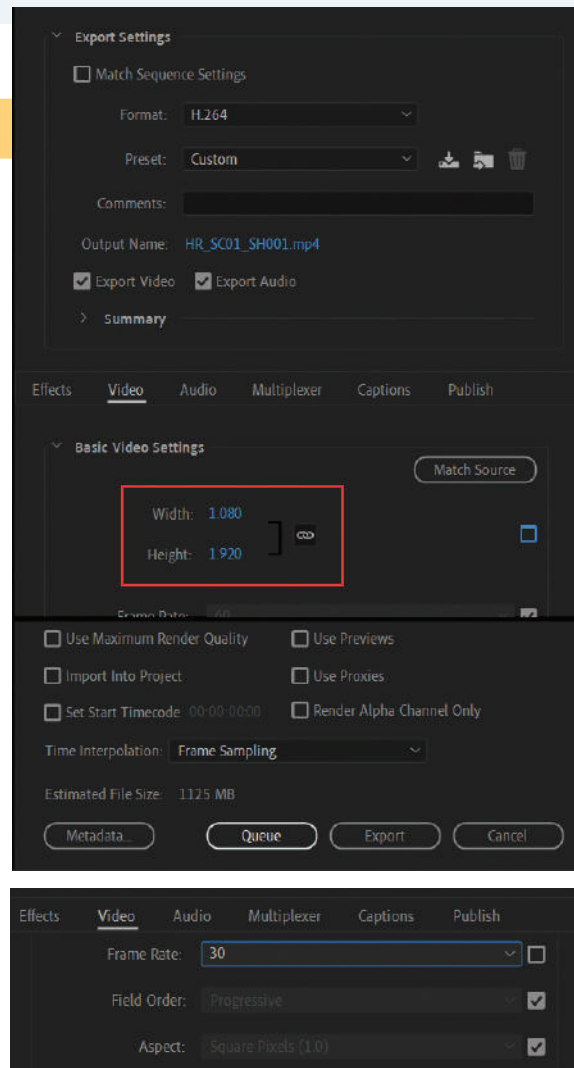 Export Settings
Match Sequence Settings
Format: H.264
Preset: Custom
Comments:
Output Name: HR_SC01_SH001.mp4
Export Video Export Audio
Summary
Effects Video Audio Multiplexer Captions Publish
Basic Video Settings
Match Source
Width: 1.080
Height: 1.920
Frame Rate: 60
Use Maximum Render Quality Use Previews
Import Into Project Use Proxies
Set Start Timecode 00:00:00:00 Render Alpha Channel Only
Time Interpolation: Frame Sampling
Estimated File Size: 1125 MB
Metadata... Queue Export Cancel
Effects Video Audio Multiplexer Captions Publish
Frame Rate: 30
Field Order: Progressive
Aspect: Square Pixels (1.0)